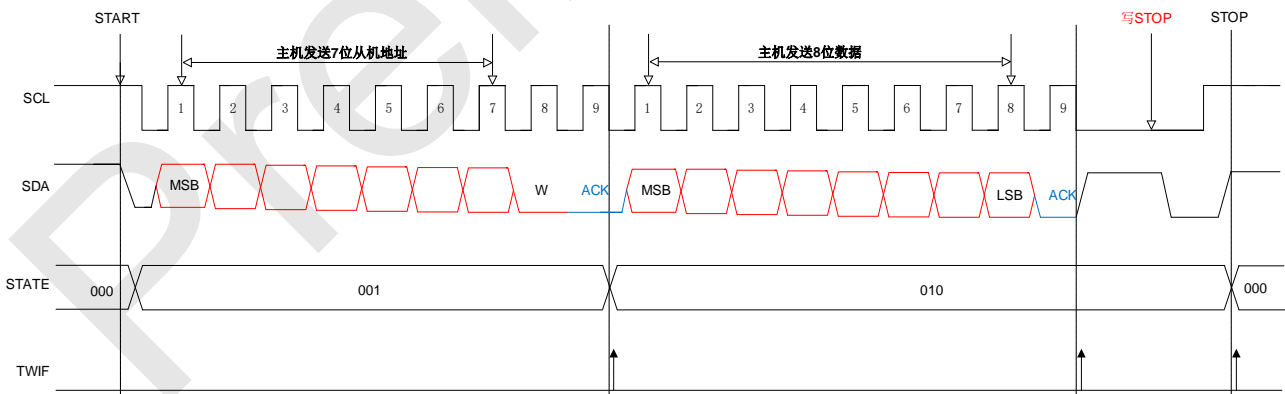 START
写STOP
STOP
主机发送7位从机地址
主机发送8位数据
SCL
1 2 3 4 5 6 7 8 9 1 2 3 4 5 6 7 8 9
SDA
MSB W ACK MSB LSB ACK
STATE
000 001 010 000
TWIF